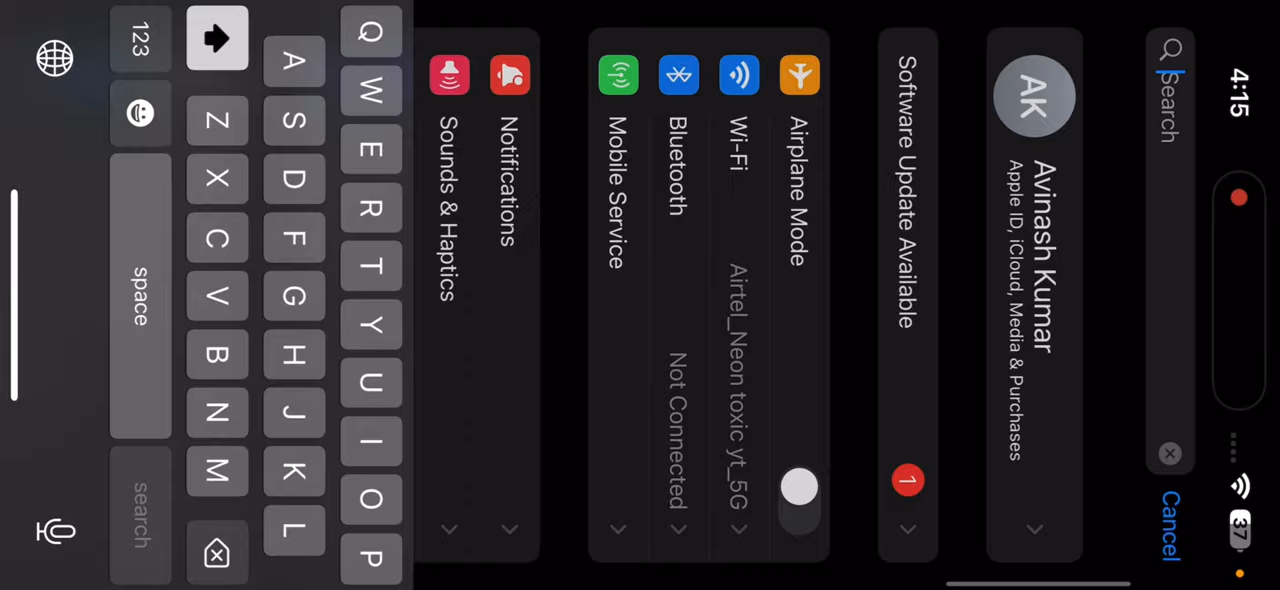 4:15
37
Search
Cancel
AK
Avinash Kumar
Apple ID, iCloud, Media & Purchases
Software Update Available
1
Airplane Mode
Wi-Fi
Airtel_Neon toxic yt_5G
Bluetooth
Not Connected
Mobile Service
Notifications
Sounds & Haptics
Q W E R T Y U I O P
A S D F G H J K L
Z X C V B N M
123
space
search